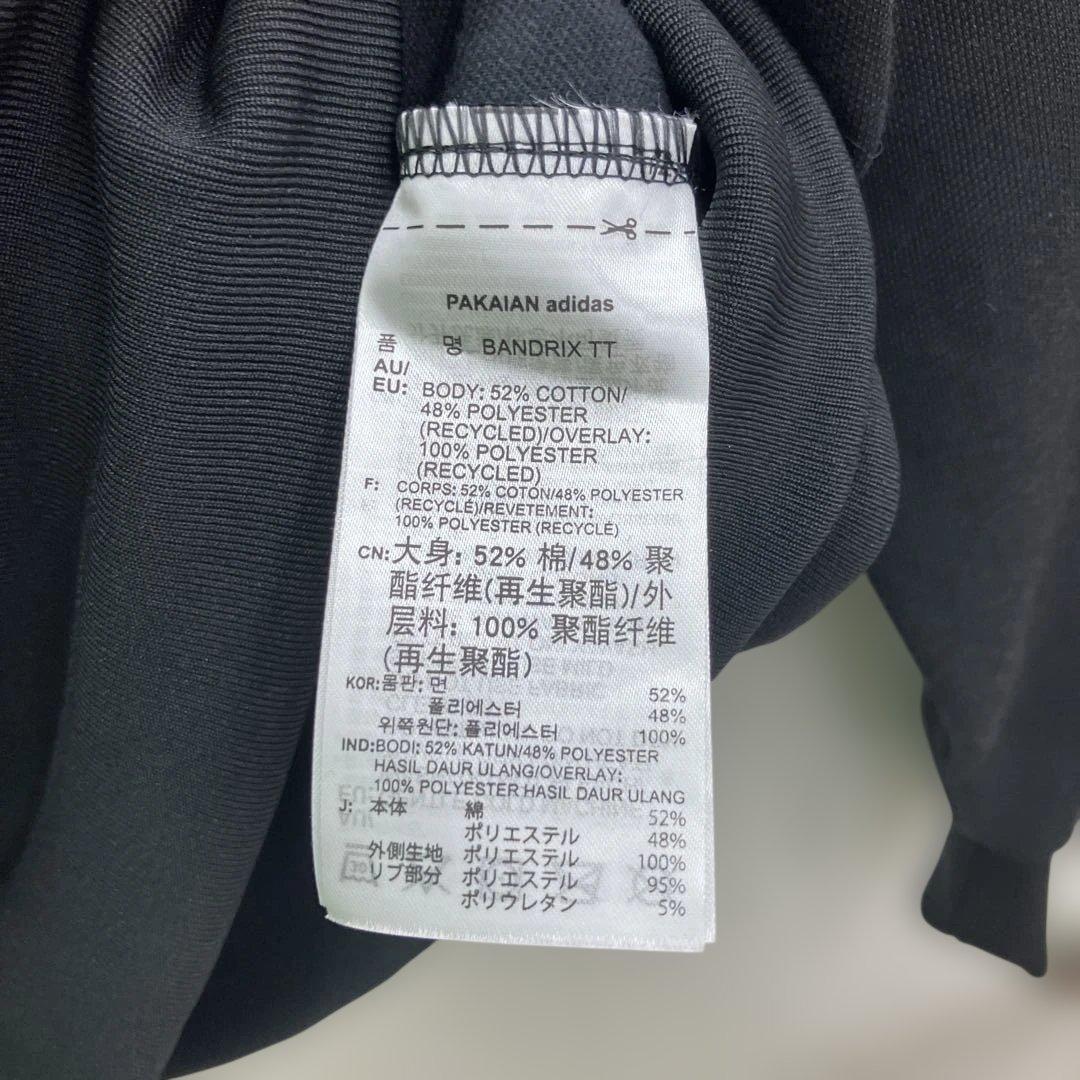 PAKAIAN adidas
품 명 BANDRIX TT
AU/
EU: BODY: 52% COTTON/
48% POLYESTER
(RECYCLED)/OVERLAY:
100% POLYESTER
(RECYCLED)
F: CORPS: 52% COTON/48% POLYESTER
(RECYCLÉ)/REVETEMENT:
100% POLYESTER (RECYCLÉ)
CN: 大身: 52% 棉/48% 聚
酯纤维(再生聚酯)/外
层料: 100% 聚酯纤维
(再生聚酯)
KOR: 몸판: 면 52%
폴리에스터 48%
위쪽원단: 폴리에스터 100%
IND: BODI: 52% KATUN/48% POLYESTER
HASIL DAUR ULANG/OVERLAY:
100% POLYESTER HASIL DAUR ULANG
J: 本体 綿 52%
ポリエステル 48%
外側生地 ポリエステル 100%
リブ部分 ポリエステル 95%
ポリウレタン 5%